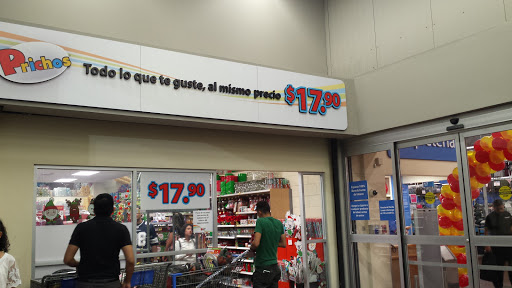 Prichos
Todo lo que te guste, al mismo precio $17.90
$17.90